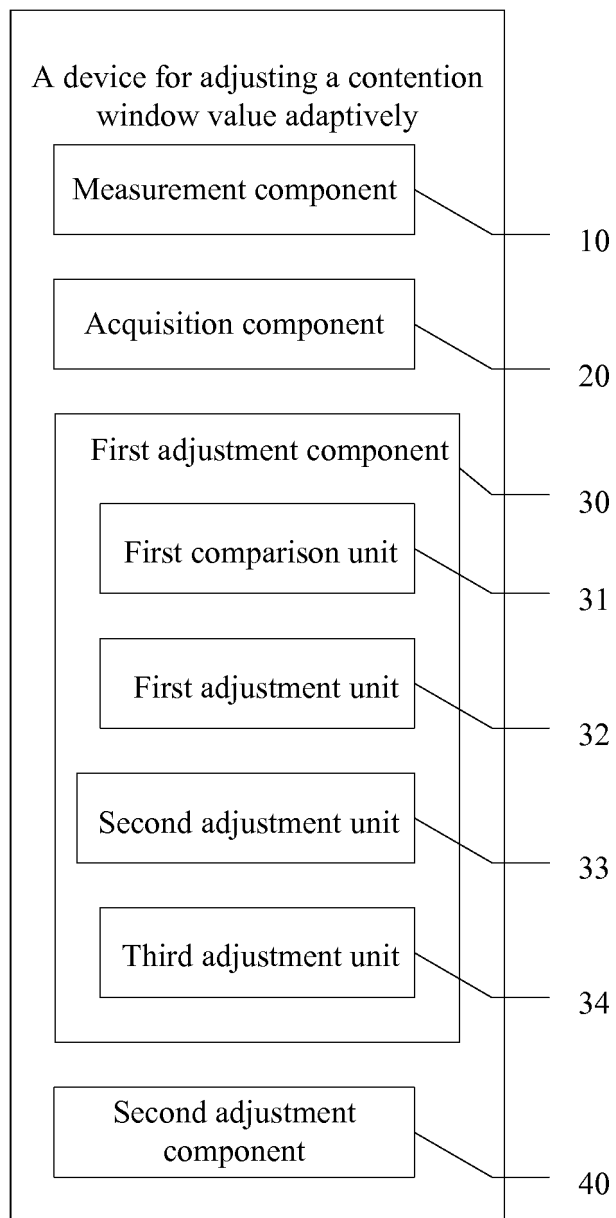 A device for adjusting a contention
window value adaptively
Measurement component
10
Acquisition component
20
First adjustment component
30
First comparison unit
31
First adjustment unit
32
Second adjustment unit
33
Third adjustment unit
34
Second adjustment
component
40